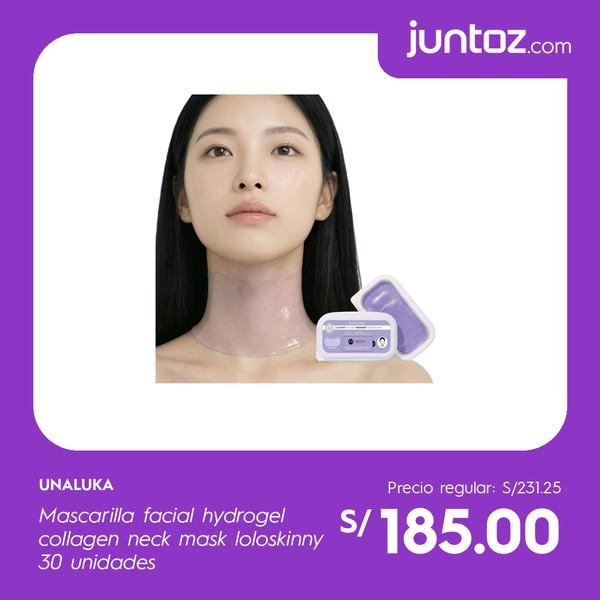 juntoz.com
UNALUKA
Mascarilla facial hydrogel
collagen neck mask loloskinny
30 unidades
Precio regular: S/231.25
S/185.00